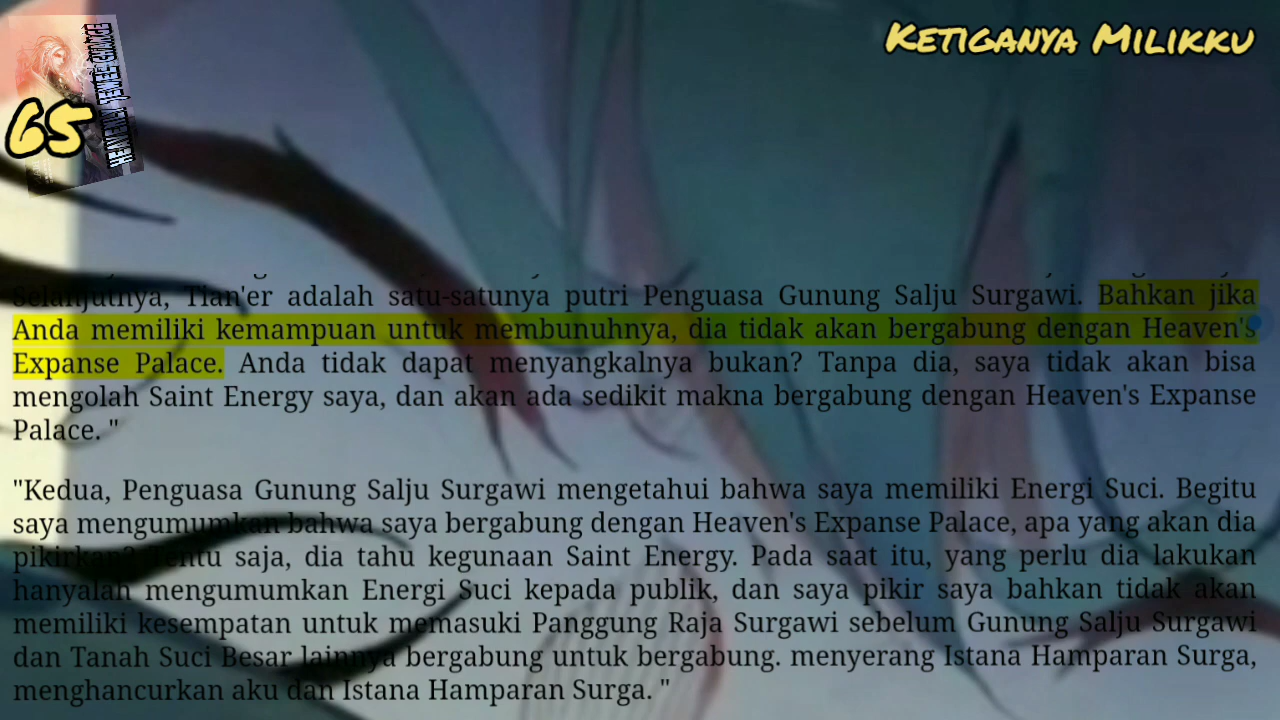 Ketiganya Milikku
HEAVENLY JEWEL CHANGE
65
Selanjutnya, Tian'er adalah satu-satunya putri Penguasa Gunung Salju Surgawi. Bahkan jika
Anda memiliki kemampuan untuk membunuhnya, dia tidak akan bergabung dengan Heaven's
Expanse Palace. Anda tidak dapat menyangkalnya bukan? Tanpa dia, saya tidak akan bisa
mengolah Saint Energy saya, dan akan ada sedikit makna bergabung dengan Heaven's Expanse
Palace. "
"Kedua, Penguasa Gunung Salju Surgawi mengetahui bahwa saya memiliki Energi Suci. Begitu
saya mengumumkan bahwa saya bergabung dengan Heaven's Expanse Palace, apa yang akan dia
pikirkan? Tentu saja, dia tahu kegunaan Saint Energy. Pada saat itu, yang perlu dia lakukan
hanyalah mengumumkan Energi Suci kepada publik, dan saya pikir saya bahkan tidak akan
memiliki kesempatan untuk memasuki Panggung Raja Surgawi sebelum Gunung Salju Surgawi
dan Tanah Suci Besar lainnya bergabung untuk bergabung. menyerang Istana Hamparan Surga,
menghancurkan aku dan Istana Hamparan Surga. "